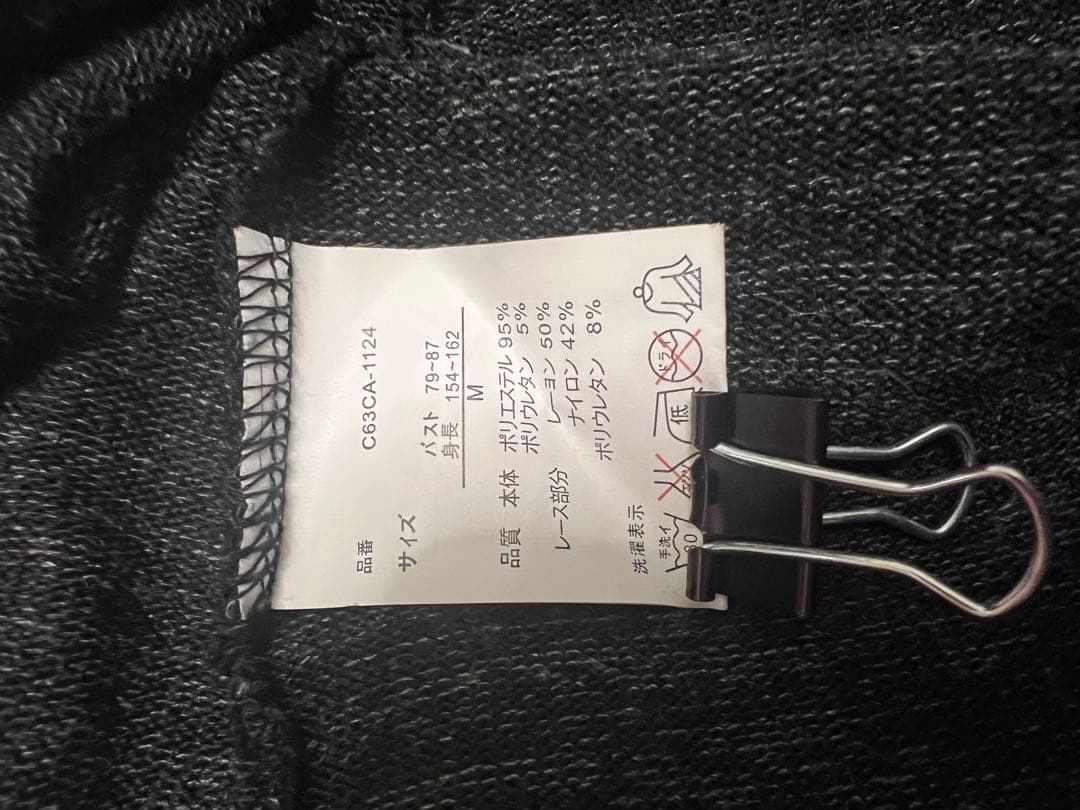 品番 C63CA-1124
サイズ
バスト 79~87
身長 154~162
M
品質 本体 ポリエステル 95%
ポリウレタン 5%
レース部分 レーヨン 50%
ナイロン 42%
ポリウレタン 8%
洗濯表示
手洗イ 30 低 ドライ